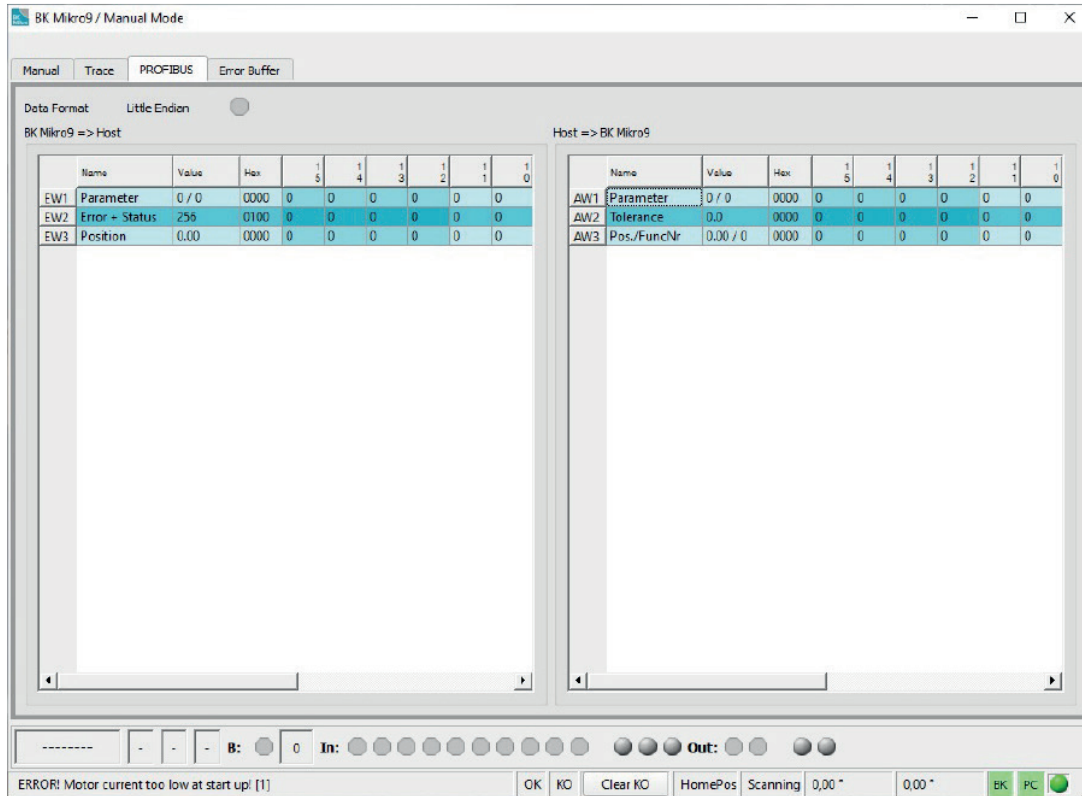 BK Mikro9 / Manual Mode
Manual Trace PROFIBUS Error Buffer
Data Format Little Endian
BK Mikro9 => Host
Name Value Hex 15 14 13 12 11 10
EW1 Parameter 0 / 0 0000 0 0 0 0 0 0
EW2 Error + Status 256 0100 0 0 0 0 0 0
EW3 Position 0.00 0000 0 0 0 0 0 0
Host => BK Mikro9
Name Value Hex 15 14 13 12 11 10
AW1 Parameter 0 / 0 0000 0 0 0 0 0 0
AW2 Tolerance 0.0 0000 0 0 0 0 0 0
AW3 Pos./FuncNr 0.00 / 0 0000 0 0 0 0 0 0
-------- - - - B: 0 In: Out:
ERROR! Motor current too low at start up! [1] OK KO Clear KO HomePos Scanning 0,00 ° 0,00 ° BK PC